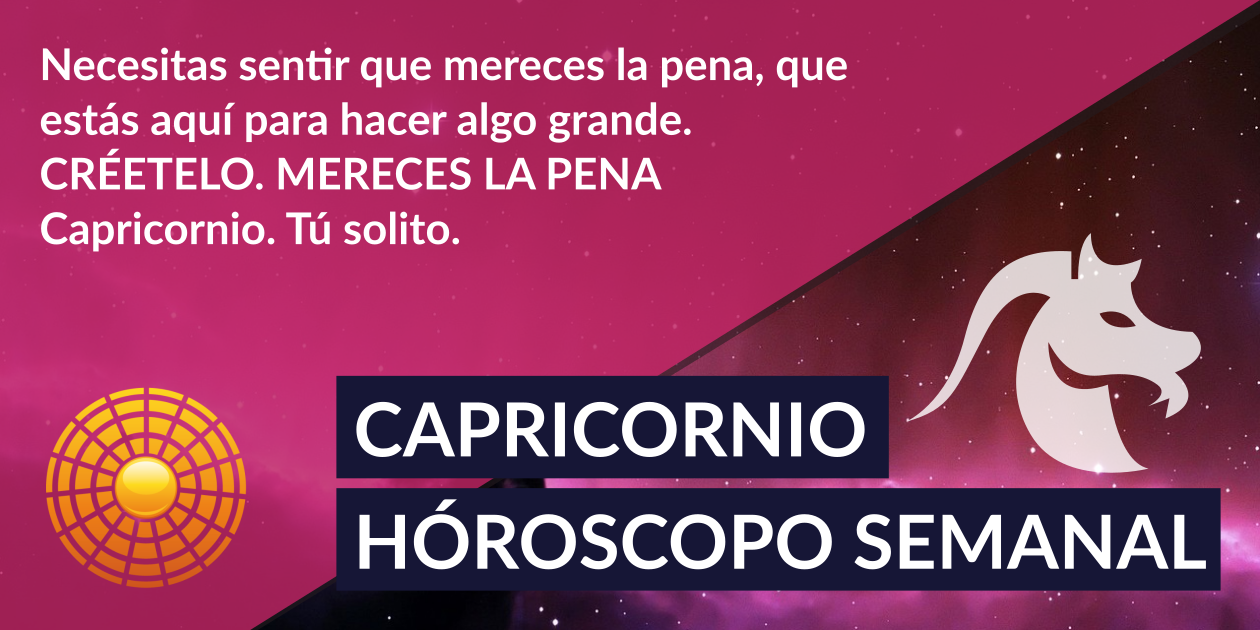 Necesitas sentir que mereces la pena, que
estás aquí para hacer algo grande.
CRÉETELO. MERECES LA PENA
Capricornio. Tú solito.
CAPRICORNIO
HÓROSCOPO SEMANAL